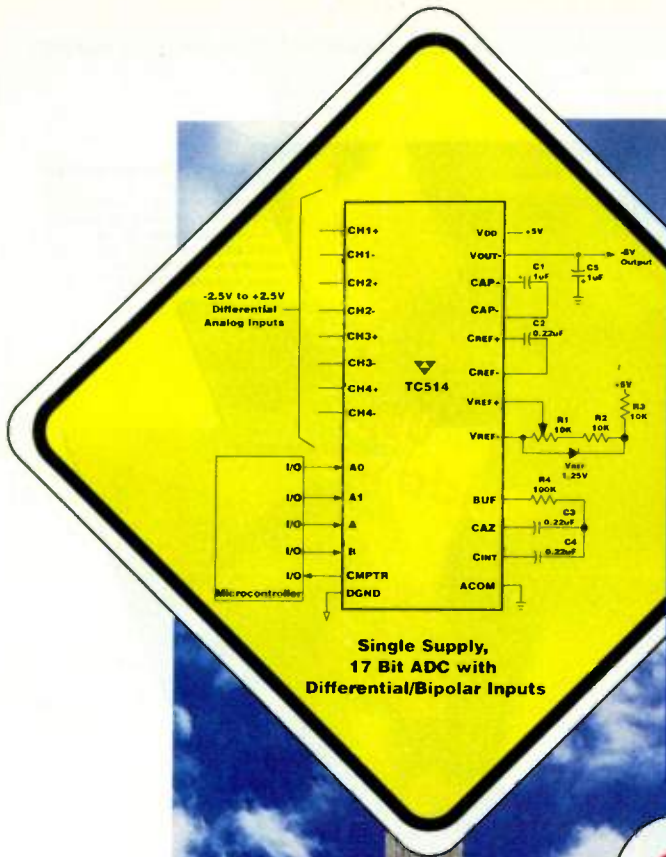 CH1+
CH1-
CH2+
CH2-
CH3+
CH3-
CH4+
CH4-
-2.5V to +2.5V
Differential
Analog Inputs
TC514
VDD
+5V
VOUT-
Output
C1
1uF
C5
1uF
CAP-
C2
0.22uF
CREF+
CREF-
VREF+
VREF-
R1
10K
R2
10K
R3
10K
VREF
1.25V
R4
100K
BUF
C3
0.22uF
CAZ
C4
0.22uF
CINT
ACOM
I/O
A0
I/O
A1
I/O
A
I/O
I/O
CMPTR
Microcontroller
DGND
Single Supply,
17 Bit ADC with
Differential/Bipolar Inputs